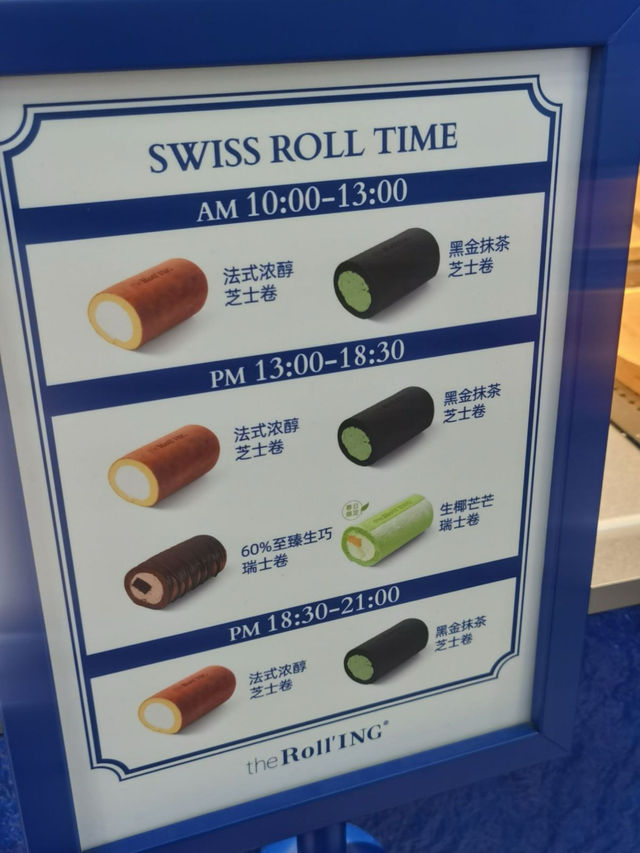 SWISS ROLL TIME
AM 10:00-13:00
法式浓醇
芝士卷
黑金抹茶
芝士卷
PM 13:00-18:30
法式浓醇
芝士卷
黑金抹茶
芝士卷
60%至臻生巧
瑞士卷
春日
限定
生椰芒芒
瑞士卷
PM 18:30-21:00
法式浓醇
芝士卷
黑金抹茶
芝士卷
the Roll'ING®